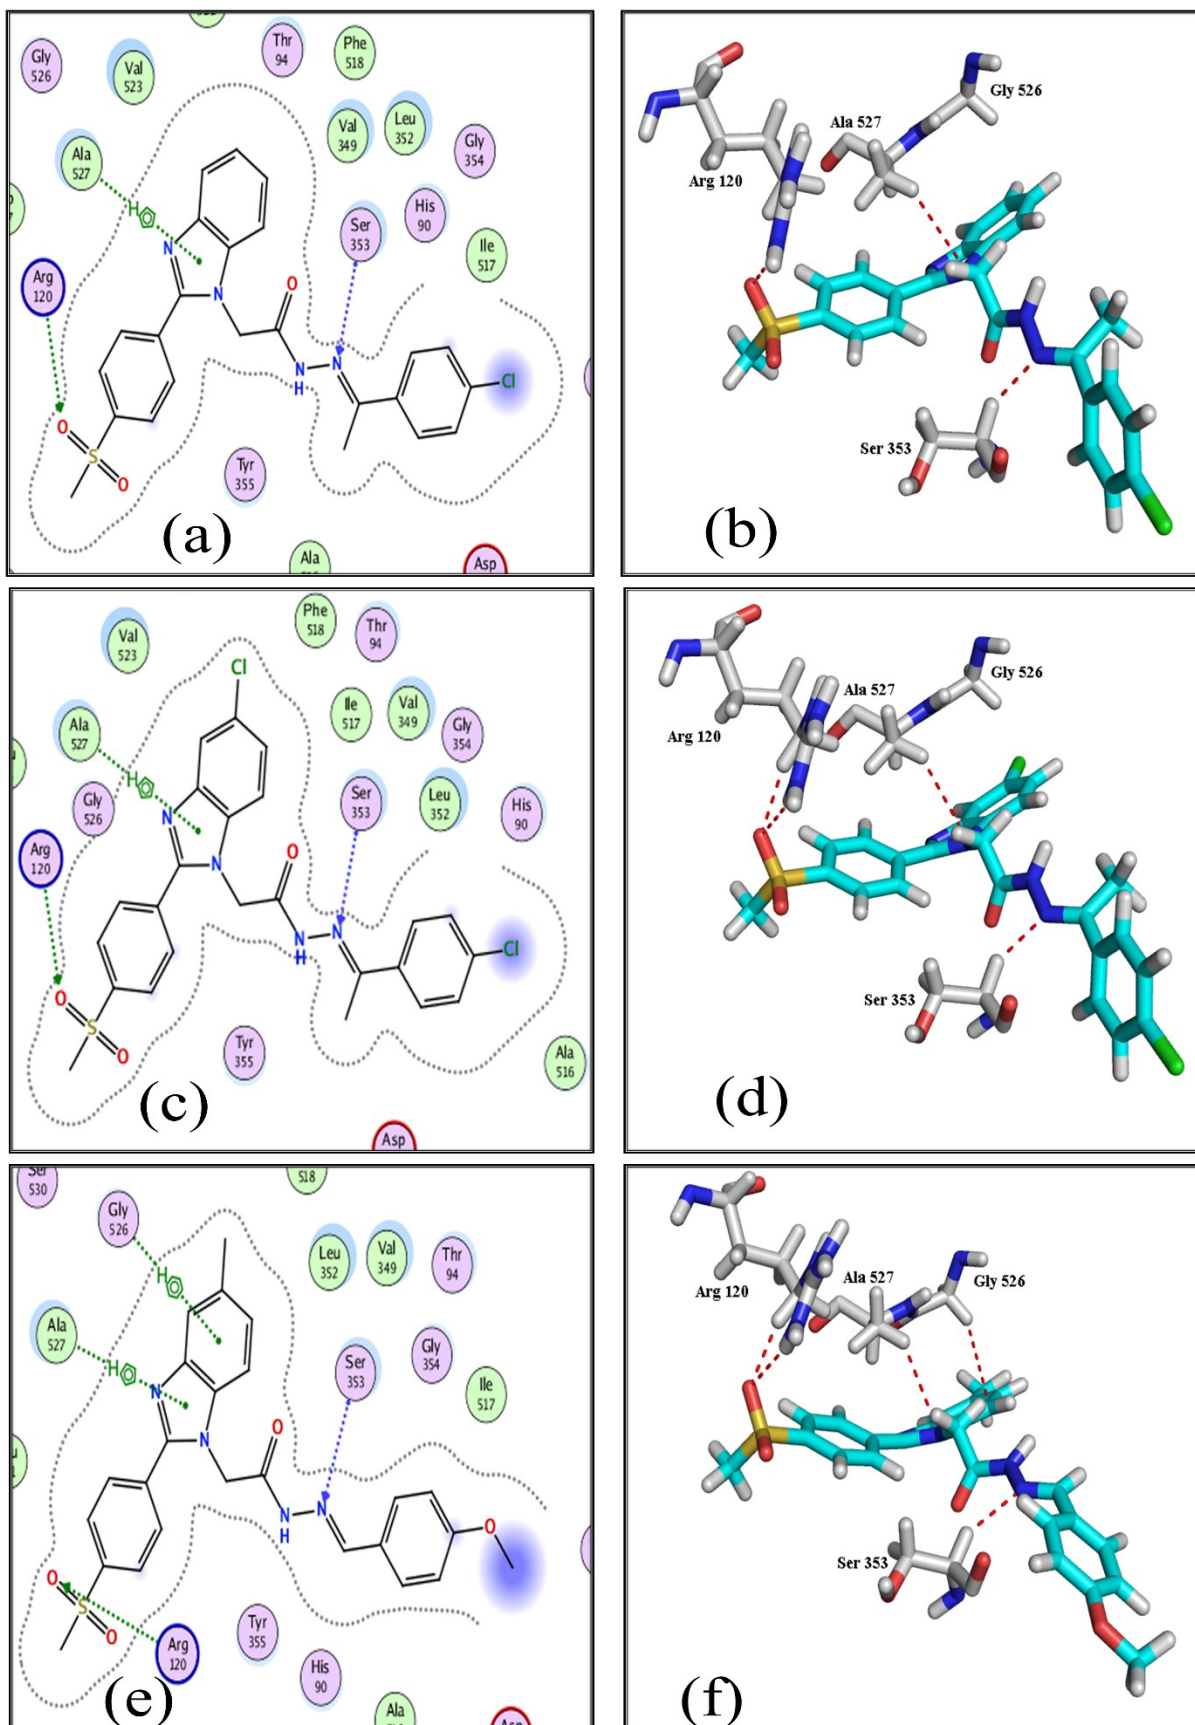 Gly
526
Val
523
Thr
94
Phe
518
Val
349
Leu
352
Gly
354
Ala
527
H
Ser
353
His
90
Ile
517
Arg
120
N
N
O
N
H
N
Cl
O
S
O
Tyr
355
Ala
Asp
(a)
Gly 526
Ala 527
Arg 120
Ser 353
(b)
Phe
518
Thr
94
Val
523
Cl
Ala
527
H
Ile
517
Val
349
Gly
354
Gly
526
Ser
353
Leu
352
His
90
Arg
120
N
N
O
N
H
N
Cl
O
S
O
Tyr
355
Ala
516
Asp
(c)
Gly 526
Ala 527
Arg 120
Ser 353
(d)
Ser
530
518
Gly
526
H
Leu
352
Val
349
Thr
94
Ala
527
H
Ser
353
Gly
354
Ile
517
N
N
O
N
H
N
O
O
S
O
Arg
120
Tyr
355
His
90
Ala
(e)
Arg 120
Ala 527
Gly 526
Ser 353
(f)